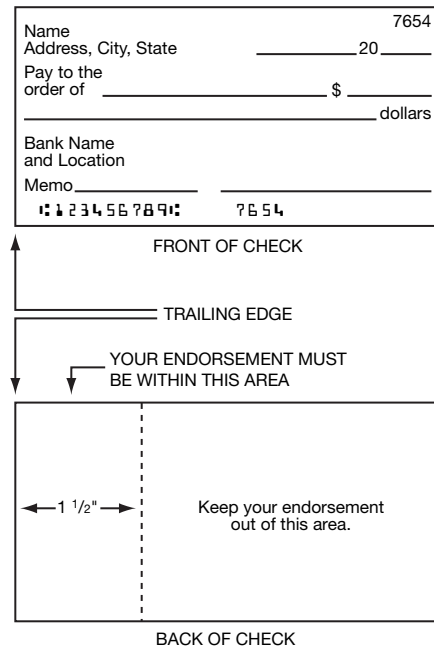 7654
Name
Address, City, State 20
Pay to the
order of $
dollars
Bank Name
and Location
Memo
⑆123456789⑆ 7654
FRONT OF CHECK
TRAILING EDGE
YOUR ENDORSEMENT MUST
BE WITHIN THIS AREA
1 1/2"
Keep your endorsement
out of this area.
BACK OF CHECK